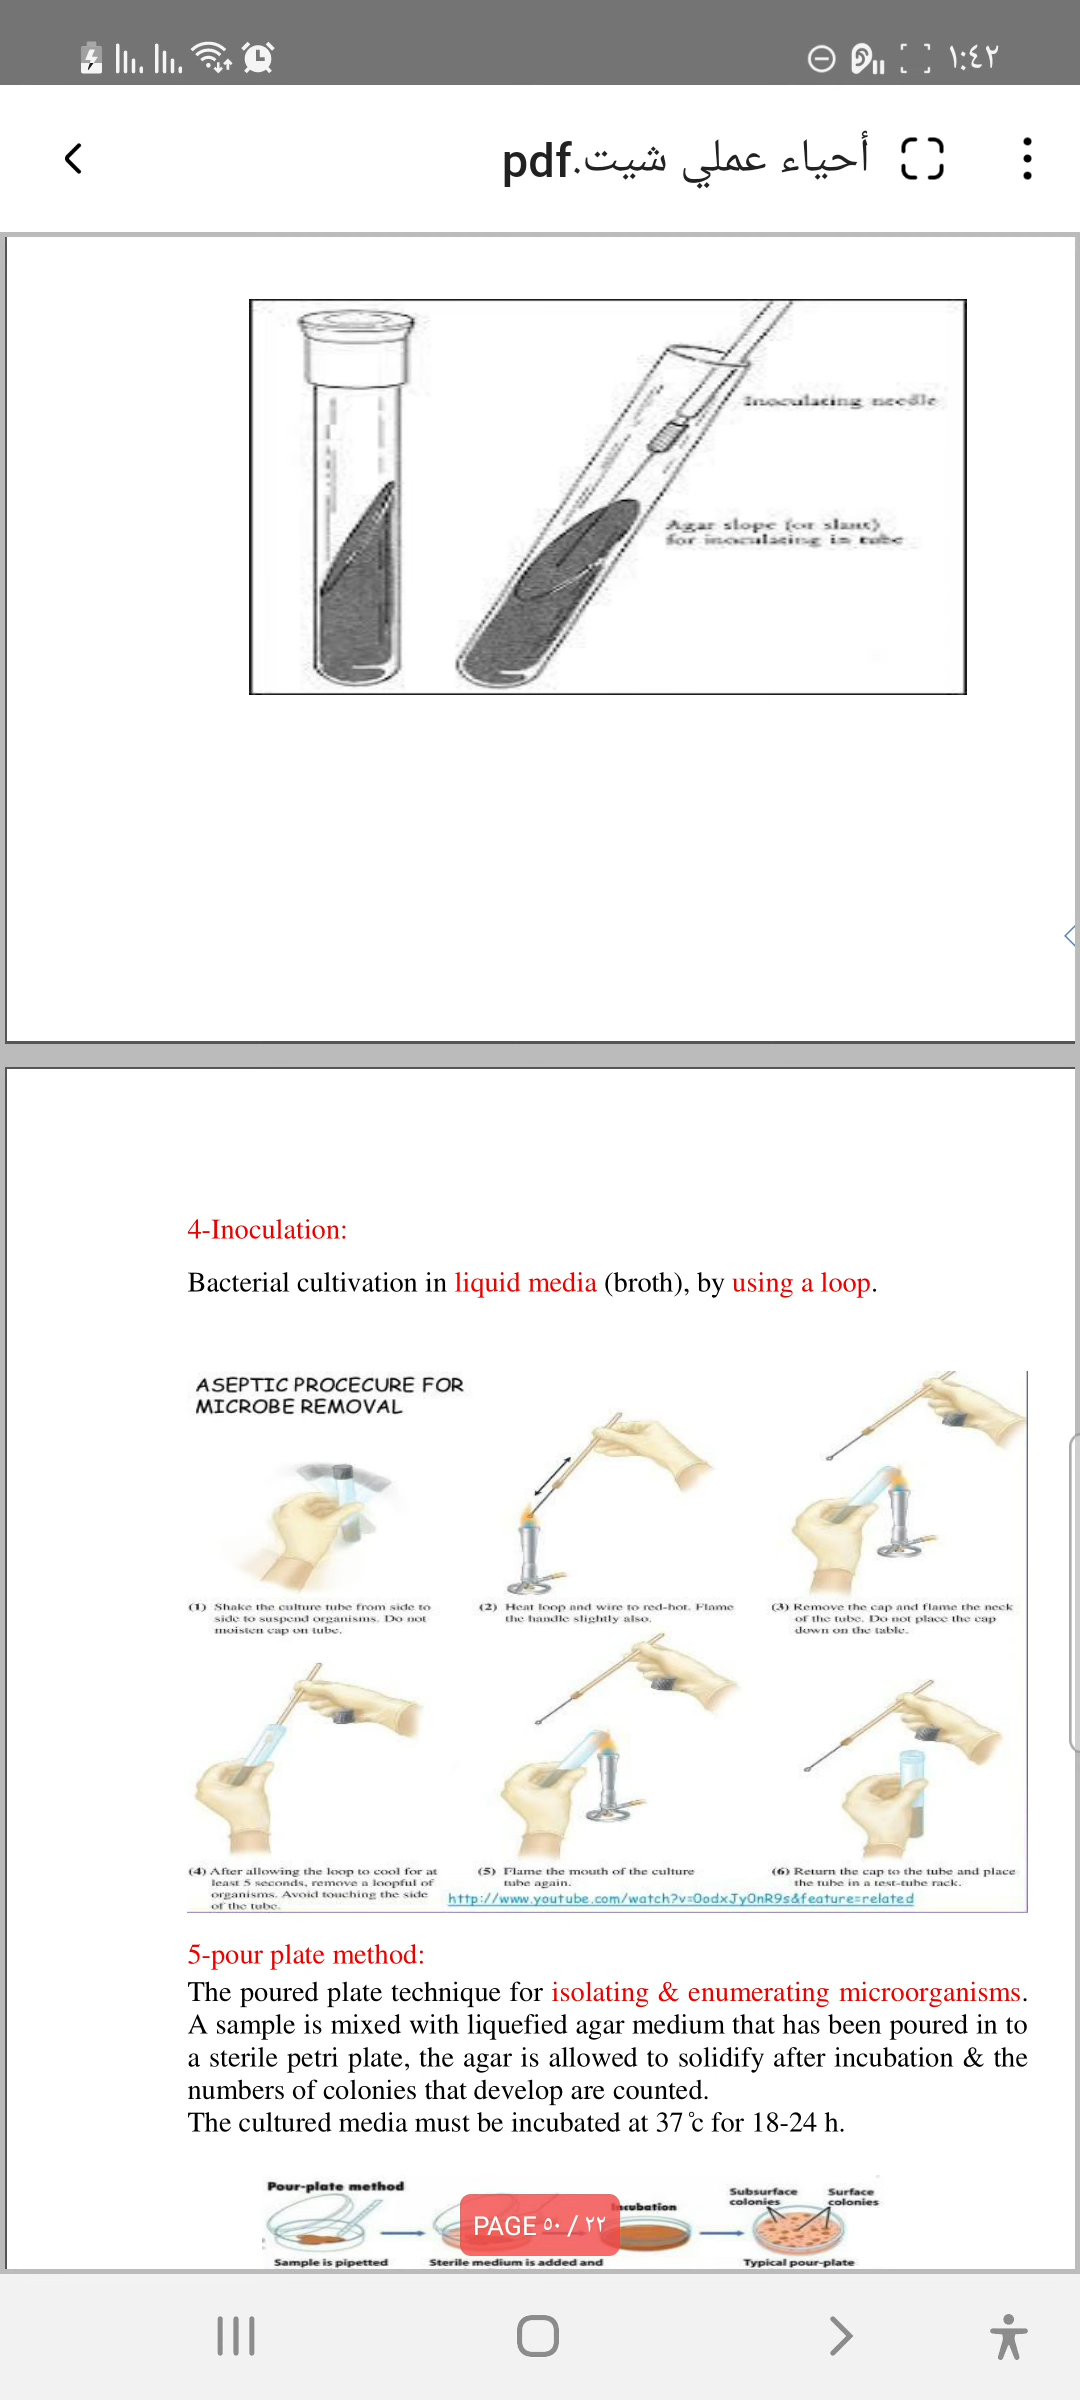 ١:٤٢
أحياء عملي شيت.pdf
Inoculating needle
Agar slope (or slant)
for inoculating in tube
4-Inoculation:
Bacterial cultivation in liquid media (broth), by using a loop.
ASEPTIC PROCECURE FOR
MICROBE REMOVAL
(1) Shake the culture tube from side to
side to suspend organisms. Do not
moisten cap on tube.
(2) Heat loop and wire to red-hot. Flame
the handle slightly also.
(3) Remove the cap and flame the neck
of the tube. Do not place the cap
down on the table.
(4) After allowing the loop to cool for at
least 5 seconds, remove a loopful of
organisms. Avoid touching the side
of the tube.
(5) Flame the mouth of the culture
tube again.
(6) Return the cap to the tube and place
the tube in a test-tube rack.
http://www.youtube.com/watch?v=OodxJyOnR9s&feature=related
5-pour plate method:
The poured plate technique for isolating & enumerating microorganisms.
A sample is mixed with liquefied agar medium that has been poured in to
a sterile petri plate, the agar is allowed to solidify after incubation & the
numbers of colonies that develop are counted.
The cultured media must be incubated at 37 ̊c for 18-24 h.
Pour-plate method
Subsurface
colonies
Surface
colonies
PAGE ٥٠ / ٢٢
Sample is pipetted
Sterile medium is added and
Typical pour-plate